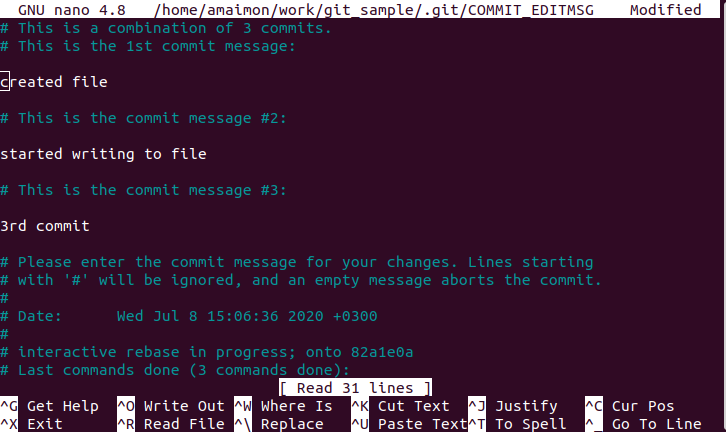 GNU nano 4.8 /home/amaimon/work/git_sample/.git/COMMIT_EDITMSG Modified
# This is a combination of 3 commits.
# This is the 1st commit message:
created file
# This is the commit message #2:
started writing to file
# This is the commit message #3:
3rd commit
# Please enter the commit message for your changes. Lines starting
# with '#' will be ignored, and an empty message aborts the commit.
#
# Date: Wed Jul 8 15:06:36 2020 +0300
#
# interactive rebase in progress; onto 82a1e0a
# Last commands done (3 commands done):
[ Read 31 lines ]
^G Get Help ^O Write Out ^W Where Is ^K Cut Text ^J Justify ^C Cur Pos
^X Exit ^R Read File ^\ Replace ^U Paste Text ^T To Spell ^_ Go To Line